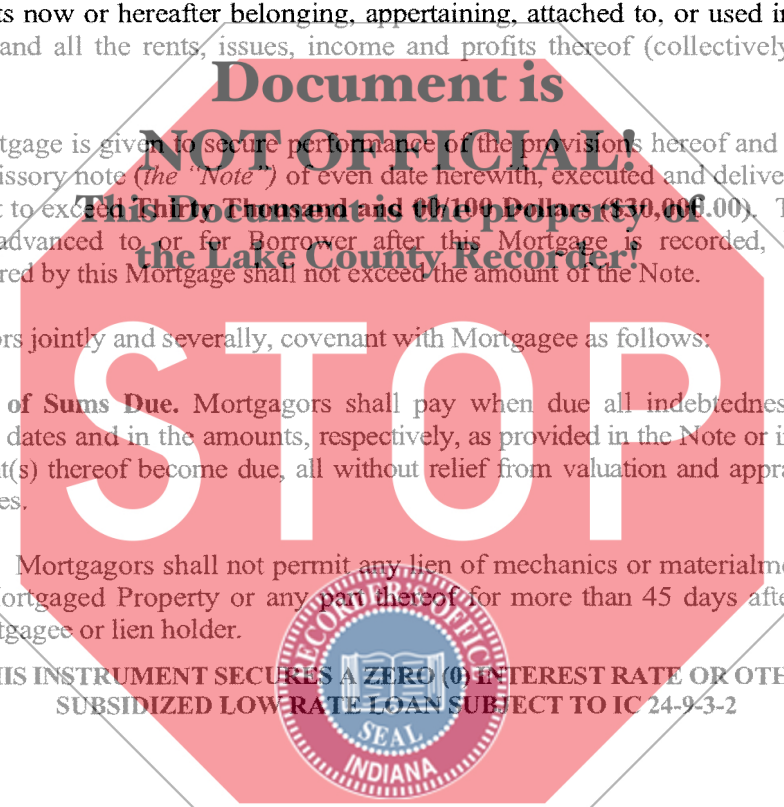 ts now or hereafter belonging, appertaining, attached to, or used in
and all the rents, issues, income and profits thereof (collectively
Document is
tgage is given to secure performance of the provisions hereof and
NOT OFFICIAL!
issory note (the "Note") of even date herewith, executed and delive
t to exceed Thirty Thousand and 00/100 Dollars ($30,000.00). T
This Document is the property of
advanced to or for Borrower after this Mortgage is recorded,
the Lake County Recorder!
red by this Mortgage shall not exceed the amount of the Note.
STOP
ors jointly and severally, covenant with Mortgagee as follows:
of Sums Due. Mortgagors shall pay when due all indebtednes
dates and in the amounts, respectively, as provided in the Note or i
t(s) thereof become due, all without relief from valuation and appra
es.
Mortgagors shall not permit any lien of mechanics or materialme
ortgaged Property or any part thereof for more than 45 days afte
tgagee or lien holder.
RECORDER'S OFFICE
HIS INSTRUMENT SECURES A ZERO (0) INTEREST RATE OR OTH
SUBSIDIZED LOW RATE LOAN SUBJECT TO IC 24-9-3-2
SEAL
INDIANA